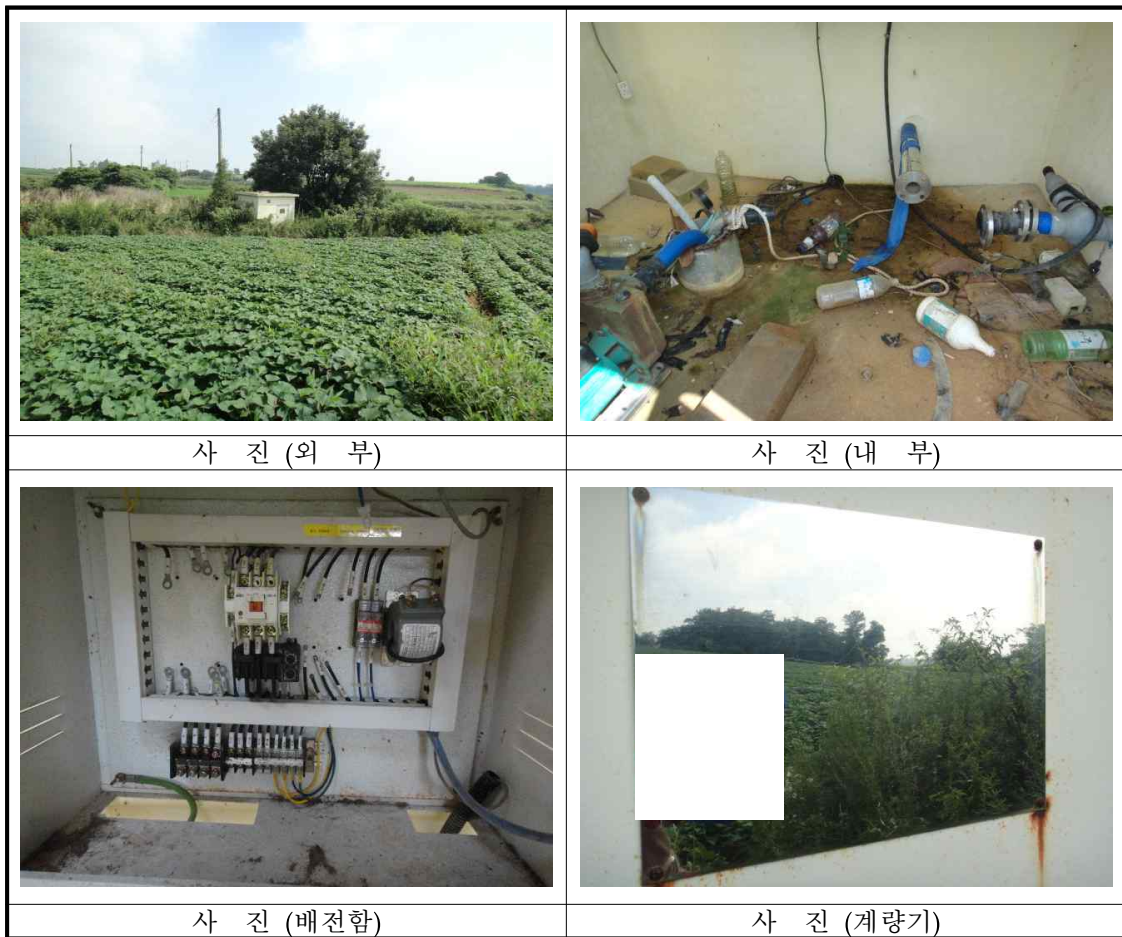 사 진 (외 부)
사 진 (내 부)
사 진 (배전함)
사 진 (계량기)